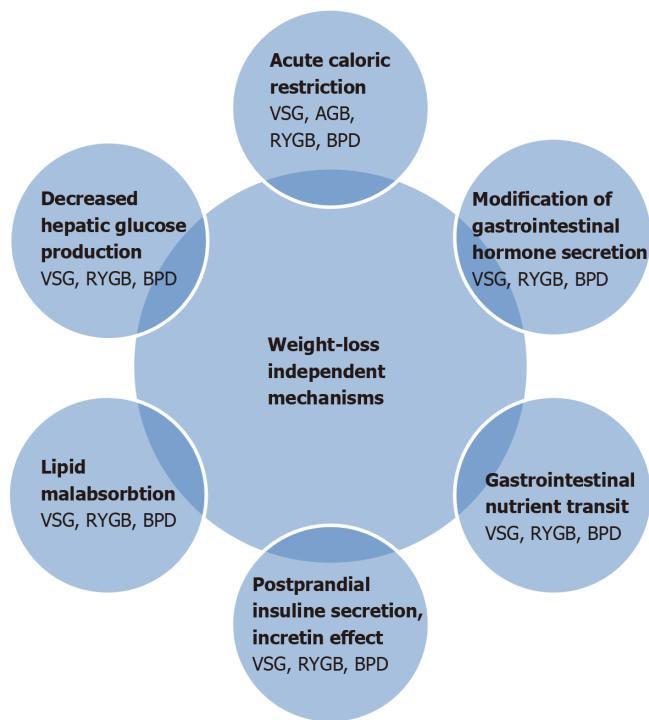 Acute caloric
restriction
VSG, AGB,
RYGB, BPD
Decreased
hepatic glucose
production
VSG, RYGB, BPD
Modification of
gastrointestinal
hormone secretion
VSG, RYGB, BPD
Weight-loss
independent
mechanisms
Lipid
malabsorbtion
VSG, RYGB, BPD
Gastrointestinal
nutrient transit
VSG, RYGB, BPD
Postprandial
insuline secretion,
incretin effect
VSG, RYGB, BPD